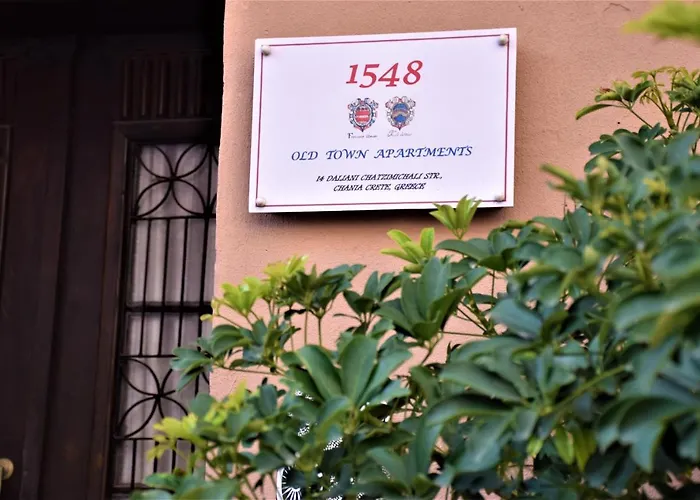 1548
OLD TOWN APARTMENTS
14 DALIANI CHATZIMICHALI STR.,
CHANIA CRETE, GREECE